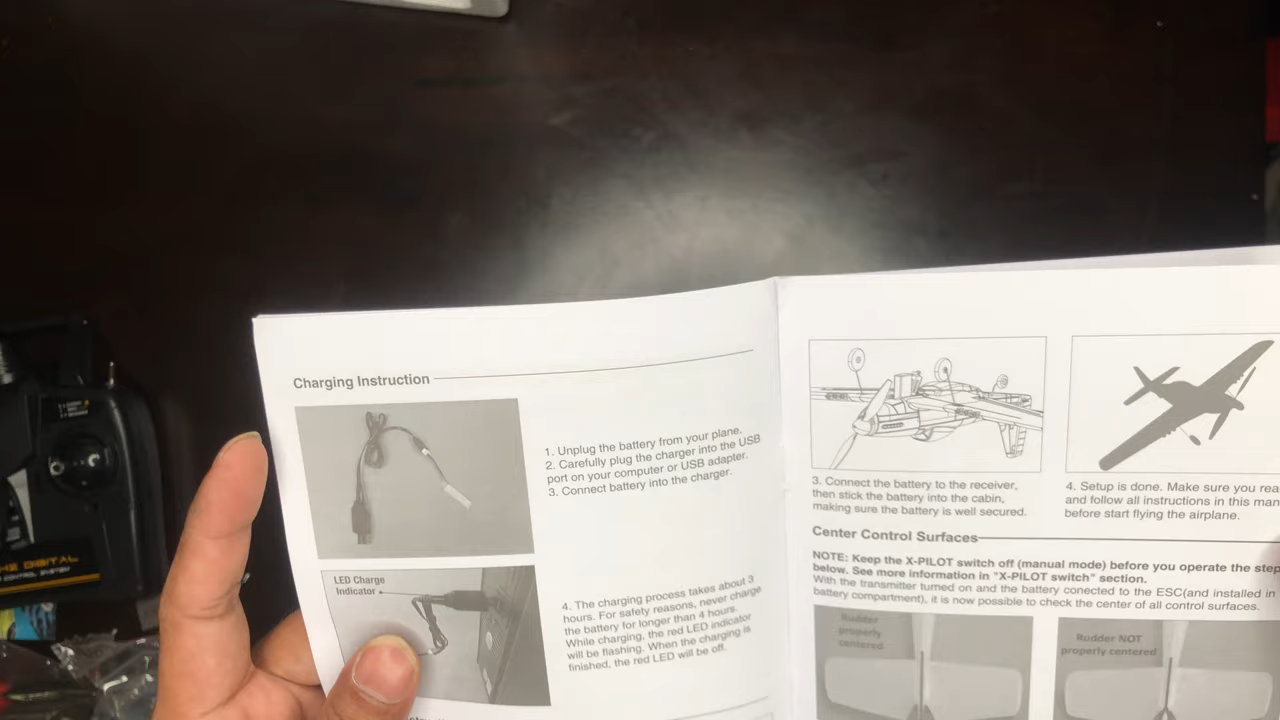 Charging Instruction
1. Unplug the battery from your plane.
2. Carefully plug the charger into the USB
port on your computer or USB adapter.
3. Connect battery into the charger.
LED Charge
Indicator
4. The charging process takes about 3
hours. For safety reasons, never charge
the battery for longer than 4 hours.
While charging, the red LED indicator
will be flashing. When the charging is
finished, the red LED will be off.
3. Connect the battery to the receiver,
then stick the battery into the cabin,
making sure the battery is well secured.
4. Setup is done. Make sure you rea
and follow all instructions in this man
before start flying the airplane.
Center Control Surfaces
NOTE: Keep the X-PILOT switch off (manual mode) before you operate the step
below. See more information in "X-PILOT switch" section.
With the transmitter turned on and the battery conected to the ESC(and installed in
battery compartment), it is now possible to check the center of all control surfaces.
Rudder
properly
centered
Rudder NOT
properly centered
DIGITAL